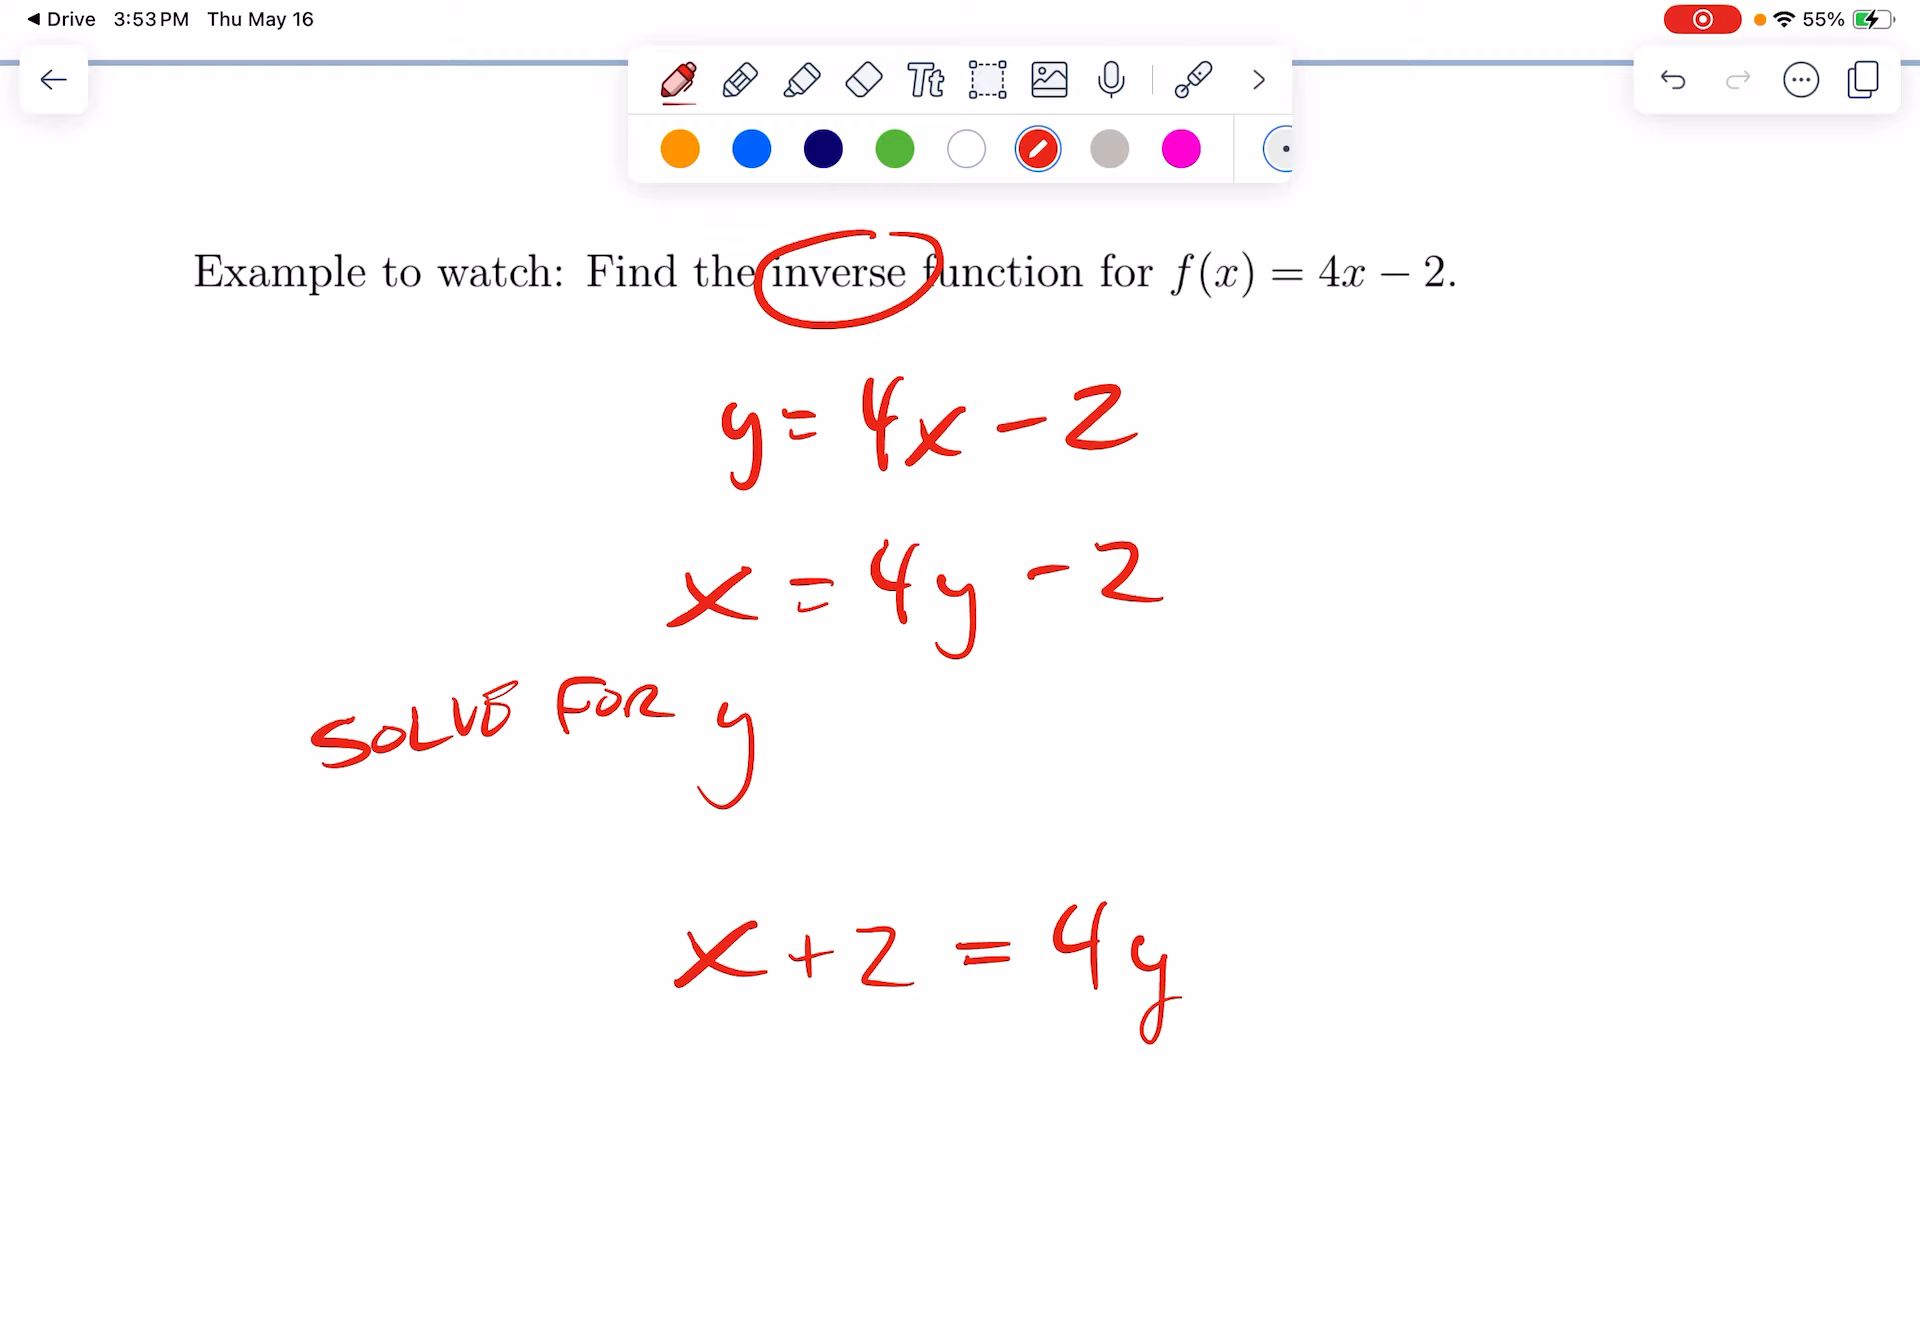 Drive 3:53 PM Thu May 16 55%
Tt
Example to watch: Find the inverse function for f(x) = 4x − 2.
y = 4x - 2
x = 4y - 2
SOLVE FOR y
x + 2 = 4y